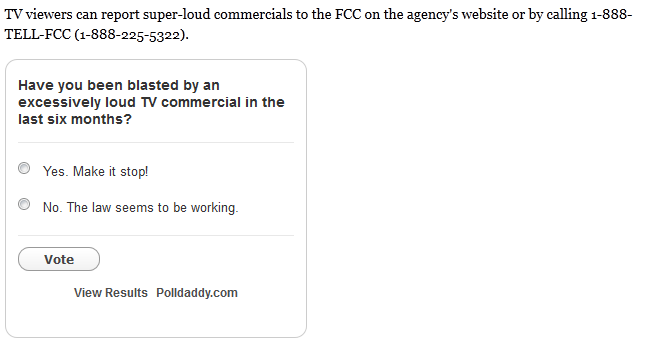 TV viewers can report super-loud commercials to the FCC on the agency's website or by calling 1-888-
TELL-FCC (1-888-225-5322).
Have you been blasted by an
excessively loud TV commercial in the
last six months?
Yes. Make it stop!
No. The law seems to be working.
Vote
View Results Polldaddy.com